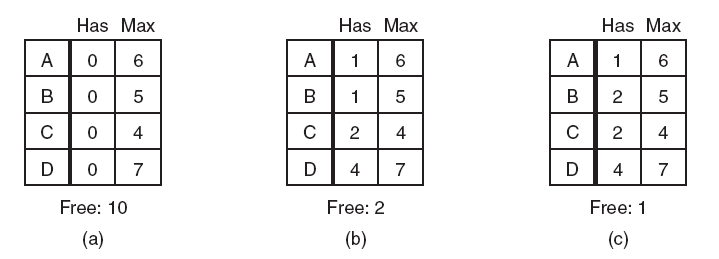 Has Max Has Max Has Max
A 0 6 A 1 6 A 1 6
B 0 5 B 1 5 B 2 5
C 0 4 C 2 4 C 2 4
D 0 7 D 4 7 D 4 7
Free: 10 Free: 2 Free: 1
(a) (b) (c)